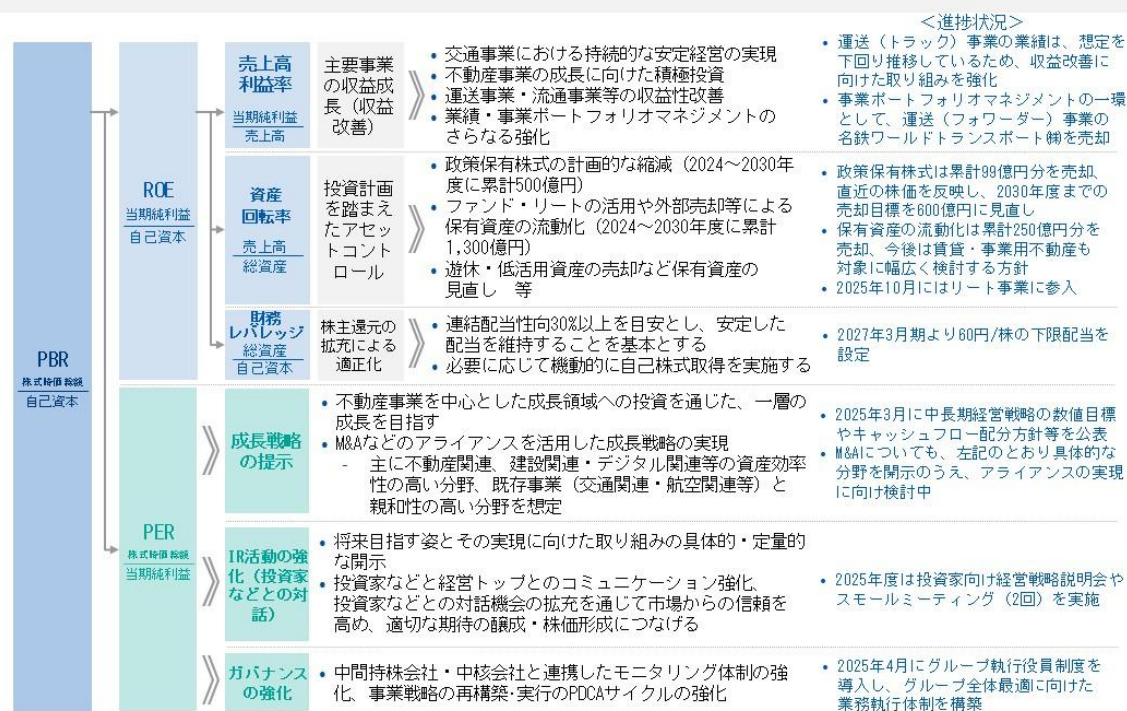 <進捗状況>
PBR
株式時価総額
自己資本
ROE
当期純利益
自己資本
売上高
利益率
当期純利益
売上高
主要事業
の収益成
長（収益
改善）
• 交通事業における持続的な安定経営の実現
• 不動産事業の成長に向けた積極投資
• 運送事業・流通事業等の収益性改善
• 業績・事業ポートフォリオマネジメントの
さらなる強化
• 運送（トラック）事業の業績は、想定を
下回り推移しているため、収益改善に
向けた取り組みを強化
• 事業ポートフォリオマネジメントの一環
として、運送（フォワーダー）事業の
名鉄ワールドトランスポート㈱を売却
資産
回転率
売上高
総資産
投資計画
を踏まえ
たアセッ
トコント
ロール
• 政策保有株式の計画的な縮減（2024～2030年
度に累計500億円）
• ファンド・リートの活用や外部売却等による
保有資産の流動化（2024～2030年度に累計
1,300億円）
• 遊休・低活用資産の売却など保有資産の
見直し　等
• 政策保有株式は累計99億円分を売却、
直近の株価を反映し、2030年度までの
売却目標を600億円に見直し
• 保有資産の流動化は累計250億円分を
売却、今後は賃貸・事業用不動産も
対象に幅広く検討する方針
• 2025年10月にはリート事業に参入
財務
レバレッジ
総資産
自己資本
株主還元の
拡充による
適正化
• 連結配当性向30%以上を目安とし、安定した
配当を維持することを基本とする
• 必要に応じて機動的に自己株式取得を実施する
• 2027年3月期より60円/株の下限配当を
設定
PER
株式時価総額
当期純利益
成長戦略
の提示
• 不動産事業を中心とした成長領域への投資を通じた、一層の
成長を目指す
• M&Aなどのアライアンスを活用した成長戦略の実現
- 主に不動産関連、建設関連・デジタル関連等の資産効率
性の高い分野、既存事業（交通関連・航空関連等）と
親和性の高い分野を想定
• 2025年3月に中長期経営戦略の数値目標
やキャッシュフロー配分方針等を公表
• M&Aについても、左記のとおり具体的な
分野を開示のうえ、アライアンスの実現
に向け検討中
IR活動の強
化（投資家
などとの対
話）
• 将来目指す姿とその実現に向けた取り組みの具体的・定量的
な開示
• 投資家などと経営トップとのコミュニケーション強化、
投資家などとの対話機会の拡充を通じて市場からの信頼を
高め、適切な期待の醸成・株価形成につなげる
• 2025年度は投資家向け経営戦略説明会や
スモールミーティング（2回）を実施
ガバナンス
の強化
• 中間持株会社・中核会社と連携したモニタリング体制の強
化、事業戦略の再構築・実行のPDCAサイクルの強化
• 2025年4月にグループ執行役員制度を
導入し、グループ全体最適に向けた
業務執行体制を構築